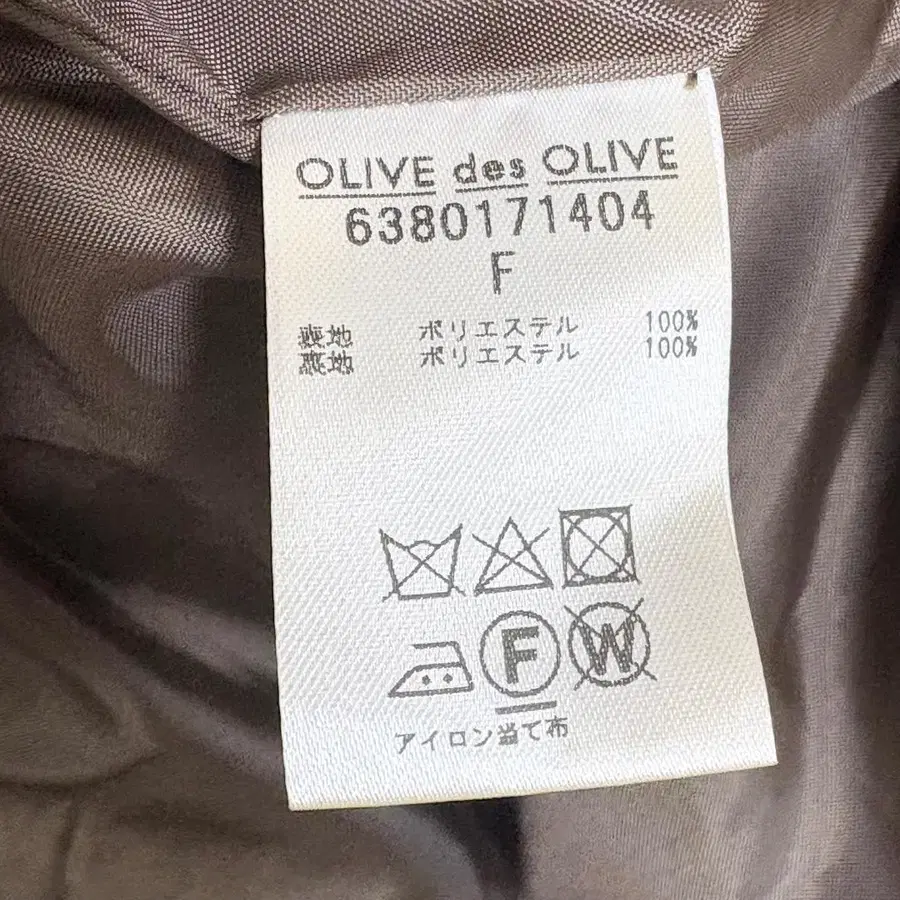 OLIVE des OLIVE
6380171404
F
表地 ポリエステル 100%
裏地 ポリエステル 100%
F W
アイロン当て布